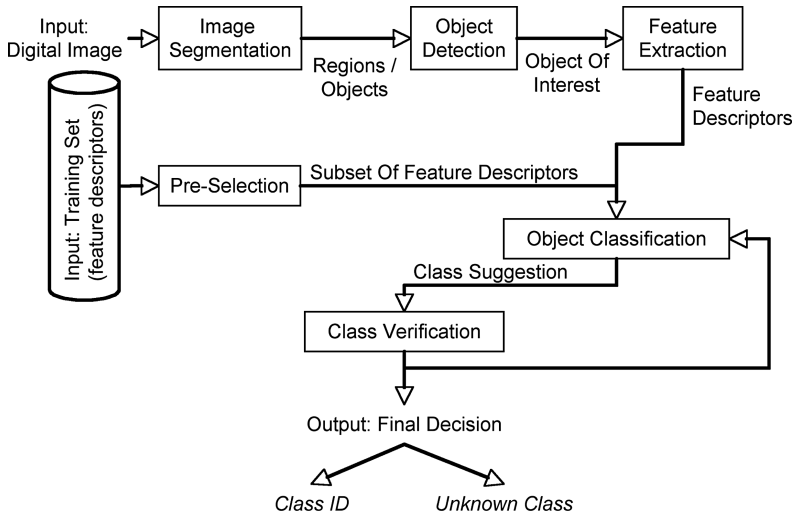 Input:
Digital Image
Image
Segmentation
Regions /
Objects
Object
Detection
Object Of
Interest
Feature
Extraction
Feature
Descriptors
Input: Training Set
(feature descriptors)
Pre-Selection
Subset Of Feature Descriptors
Object Classification
Class Suggestion
Class Verification
Output: Final Decision
Class ID
Unknown Class